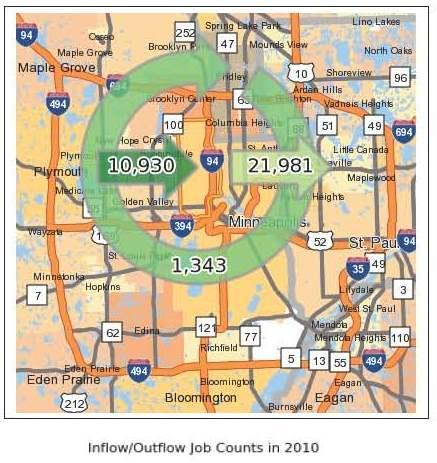 Lino Lakes
Spring Lake Park
94
Osseo
252
47
Mounds View
North Oaks
Maple Grove
Brooklyn Park
Maple Grove
10
Shoreview
96
Arden Hills
494
Brooklyn Center
Vadnais Heights
100
Columbia Heights
51
49
694
New Hope
Crystal
Little Canada
10,930
94
21,981
Plymouth
Maplewood
Golden Valley
Heights
394
Minneapolis
Wayzata
52
St. Paul
94
1,343
35
49
Minnetonka
Hopkins
Lilydale
3
7
West St. Paul
62
Edina
121
77
Mendota
Mendota Heights
110
Richfield
5
13
55
494
Eden Prairie
494
Eden Prairie
Bloomington
Eagan
212
Bloomington
Eagan
Burnsville
Inflow/Outflow Job Counts in 2010